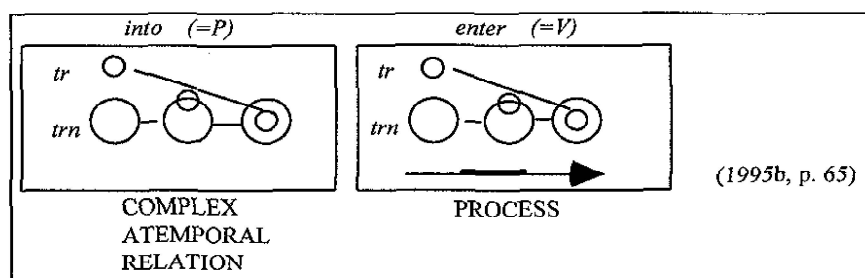 into (=P) enter (=V)
tr tr
trn trn
(1995b, p. 65)
COMPLEX PROCESS
ATEMPORAL
RELATION